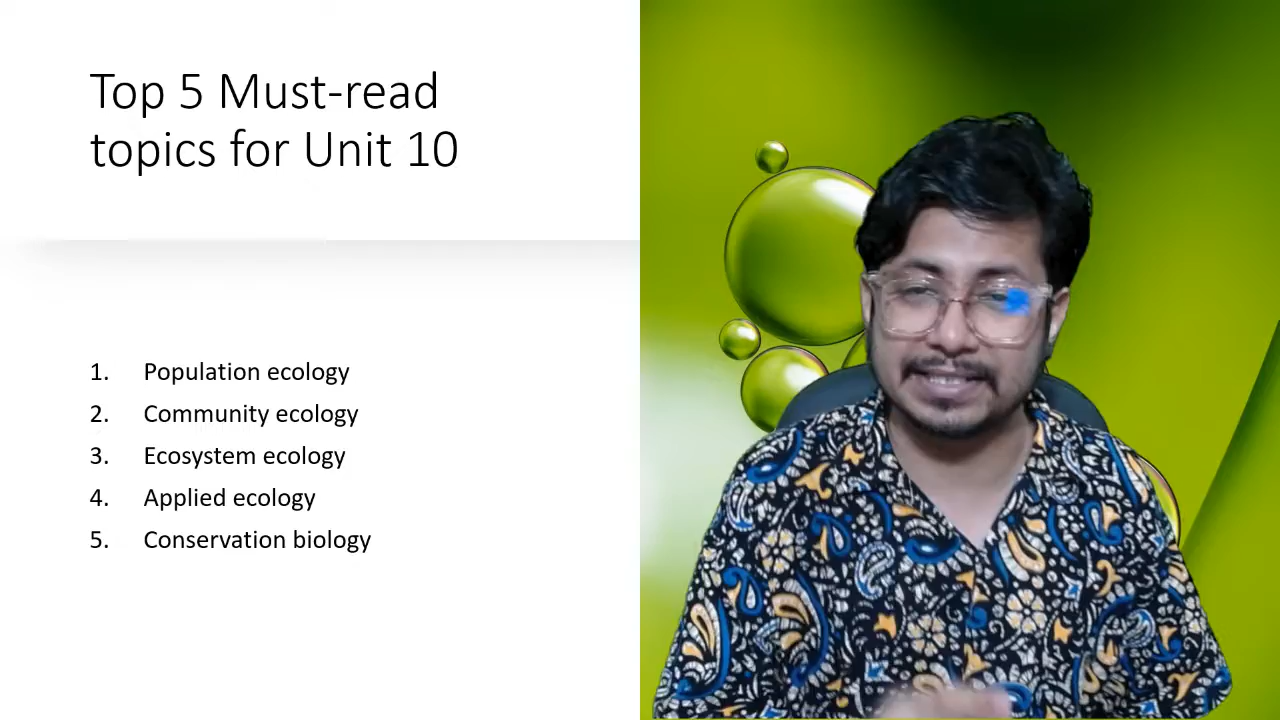 Top 5 Must-read
topics for Unit 10
1. Population ecology
2. Community ecology
3. Ecosystem ecology
4. Applied ecology
5. Conservation biology